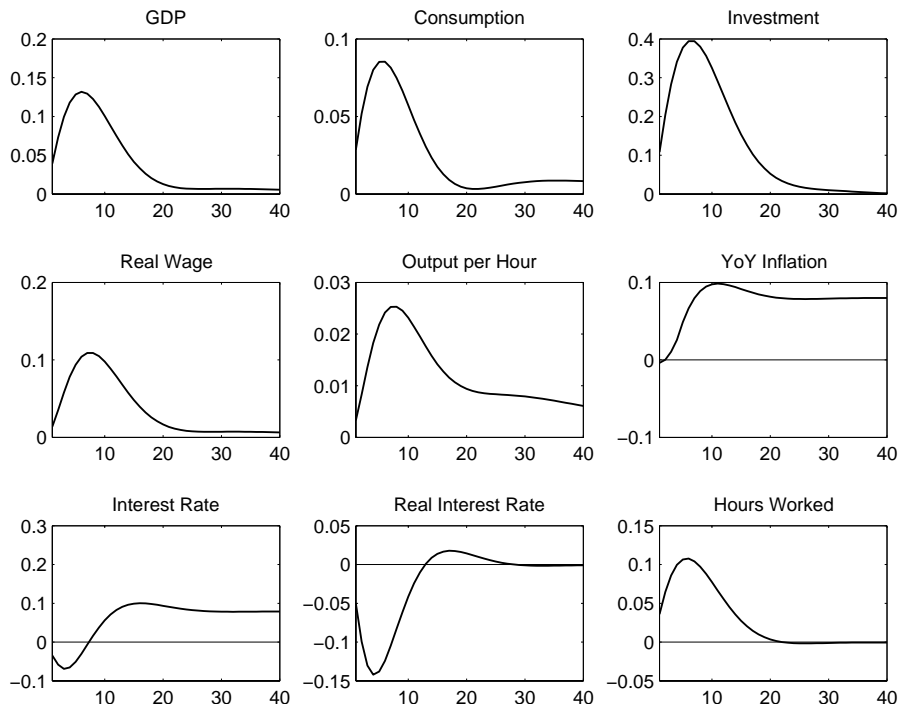 GDP
Consumption
Investment
0.2
0.15
0.1
0.05
0
10 20 30 40
0.1
0.05
0
10 20 30 40
0.4
0.3
0.2
0.1
0
10 20 30 40
Real Wage
Output per Hour
YoY Inflation
0.2
0.1
0
10 20 30 40
0.03
0.02
0.01
0
10 20 30 40
0.1
0
−0.1
10 20 30 40
Interest Rate
Real Interest Rate
Hours Worked
0.3
0.2
0.1
0
−0.1
10 20 30 40
0.05
0
−0.05
−0.1
−0.15
10 20 30 40
0.15
0.1
0.05
0
−0.05
10 20 30 40